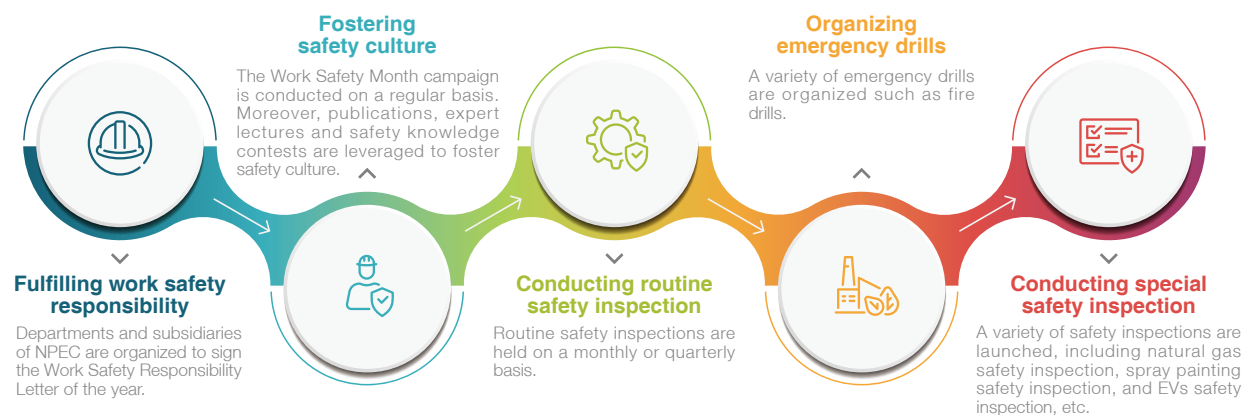 Fulfilling work safety
responsibility
Departments and subsidiaries
of NPEC are organized to sign
the Work Safety Responsibility
Letter of the year.
Fostering
safety culture
The Work Safety Month campaign
is conducted on a regular basis.
Moreover, publications, expert
lectures and safety knowledge
contests are leveraged to foster
safety culture.
Conducting routine
safety inspection
Routine safety inspections are
held on a monthly or quarterly
basis.
Organizing
emergency drills
A variety of emergency drills
are organized such as fire
drills.
Conducting special
safety inspection
A variety of safety inspections are
launched, including natural gas
safety inspection, spray painting
safety inspection, and EVs safety
inspection, etc.